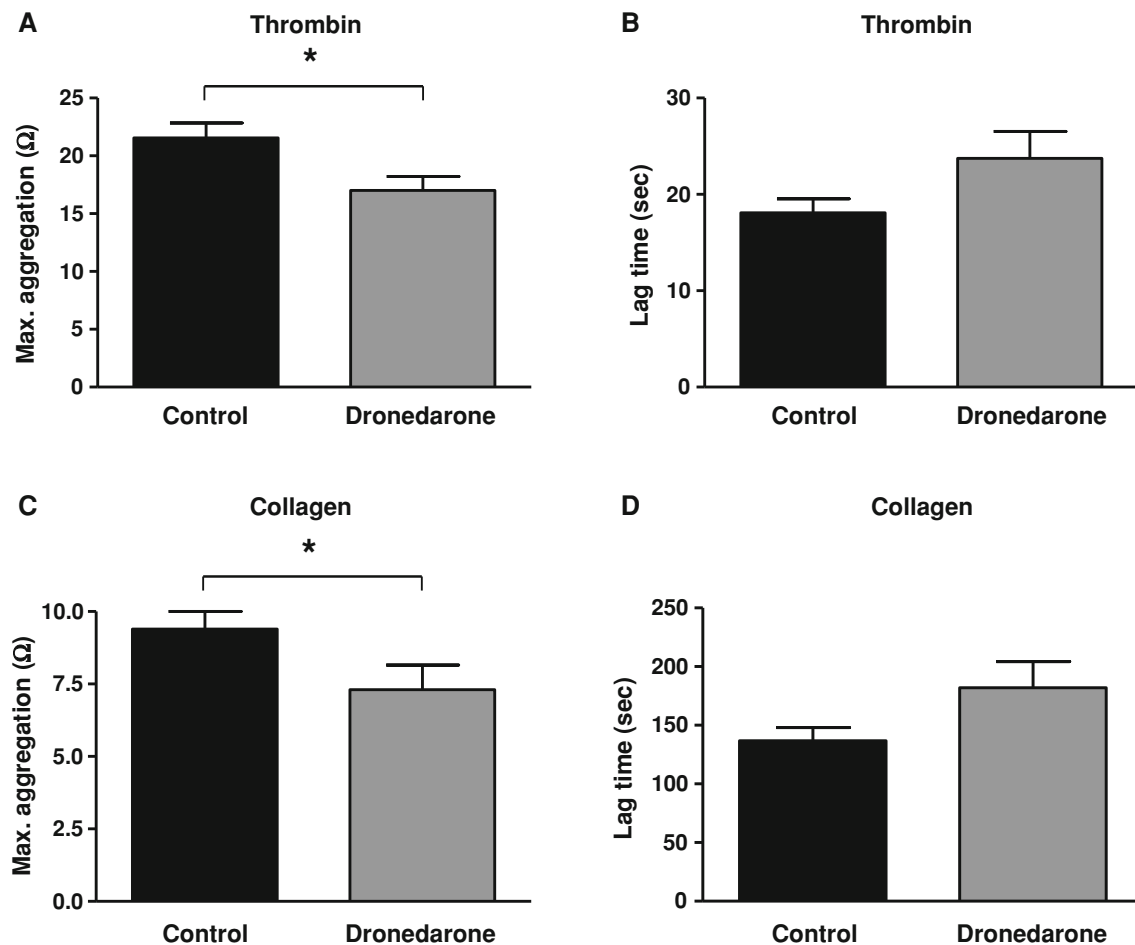 A
Thrombin
*
Max. aggregation (Ω)
25
20
15
10
5
0
Control
Dronedarone
B
Thrombin
Lag time (sec)
30
20
10
0
Control
Dronedarone
C
Collagen
*
Max. aggregation (Ω)
10.0
7.5
5.0
2.5
0.0
Control
Dronedarone
D
Collagen
Lag time (sec)
250
200
150
100
50
0
Control
Dronedarone